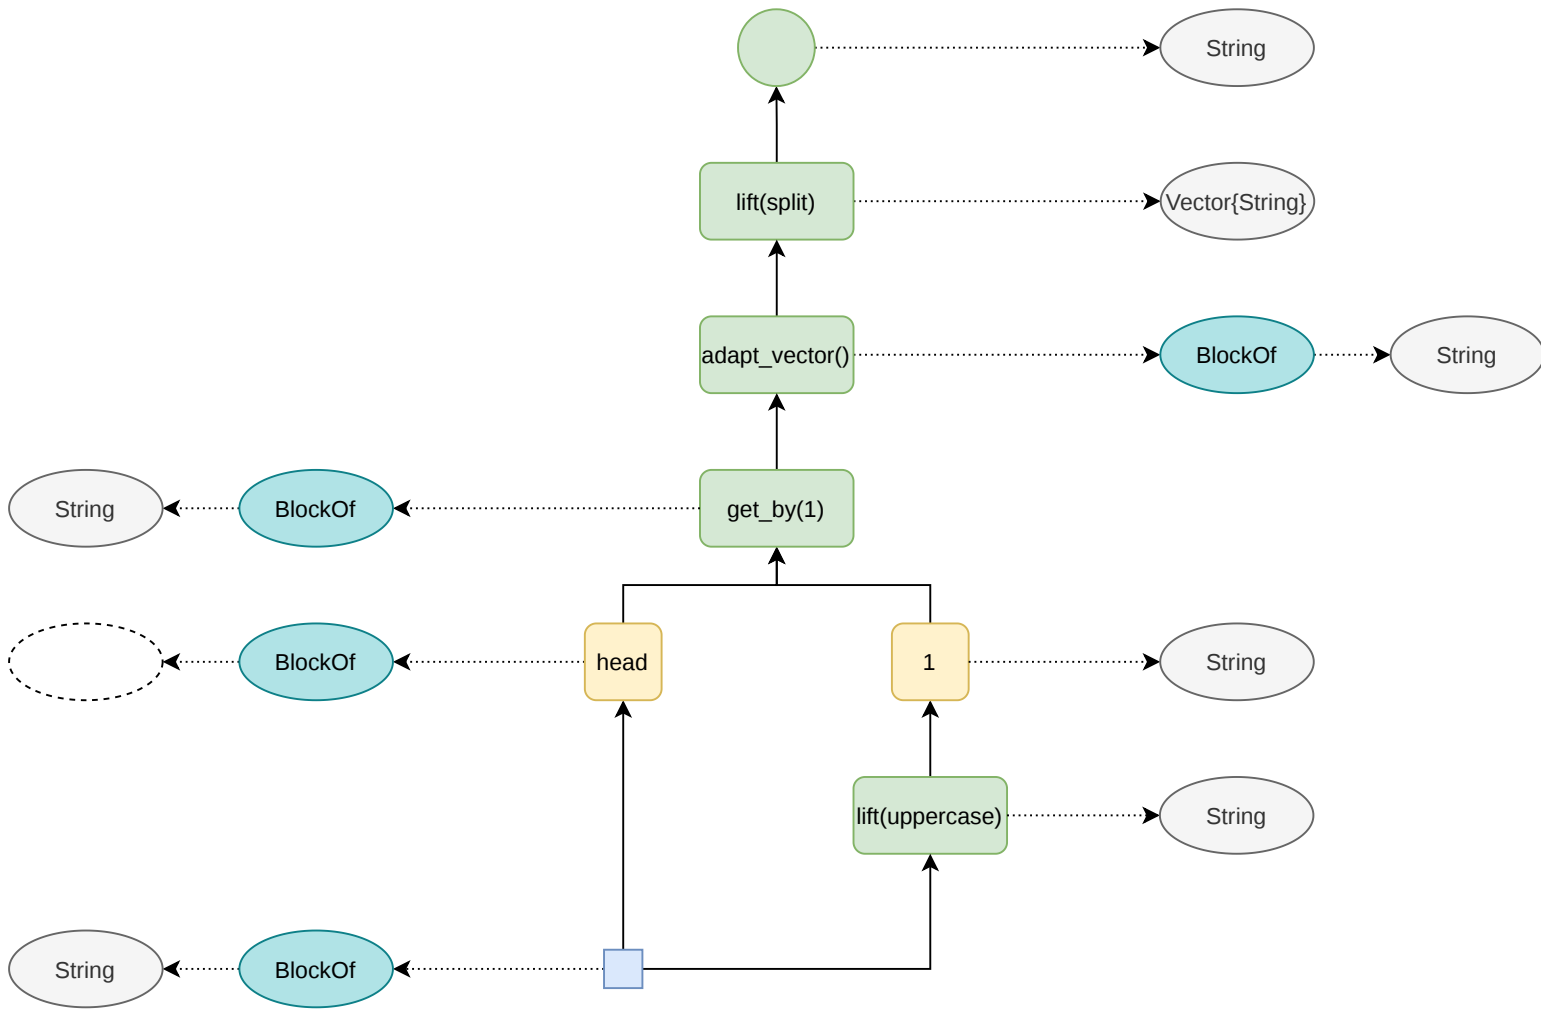 String
lift(split)
Vector{String}
adapt_vector()
BlockOf
String
String
BlockOf
get_by(1)
BlockOf
head
1
String
lift(uppercase)
String
String
BlockOf